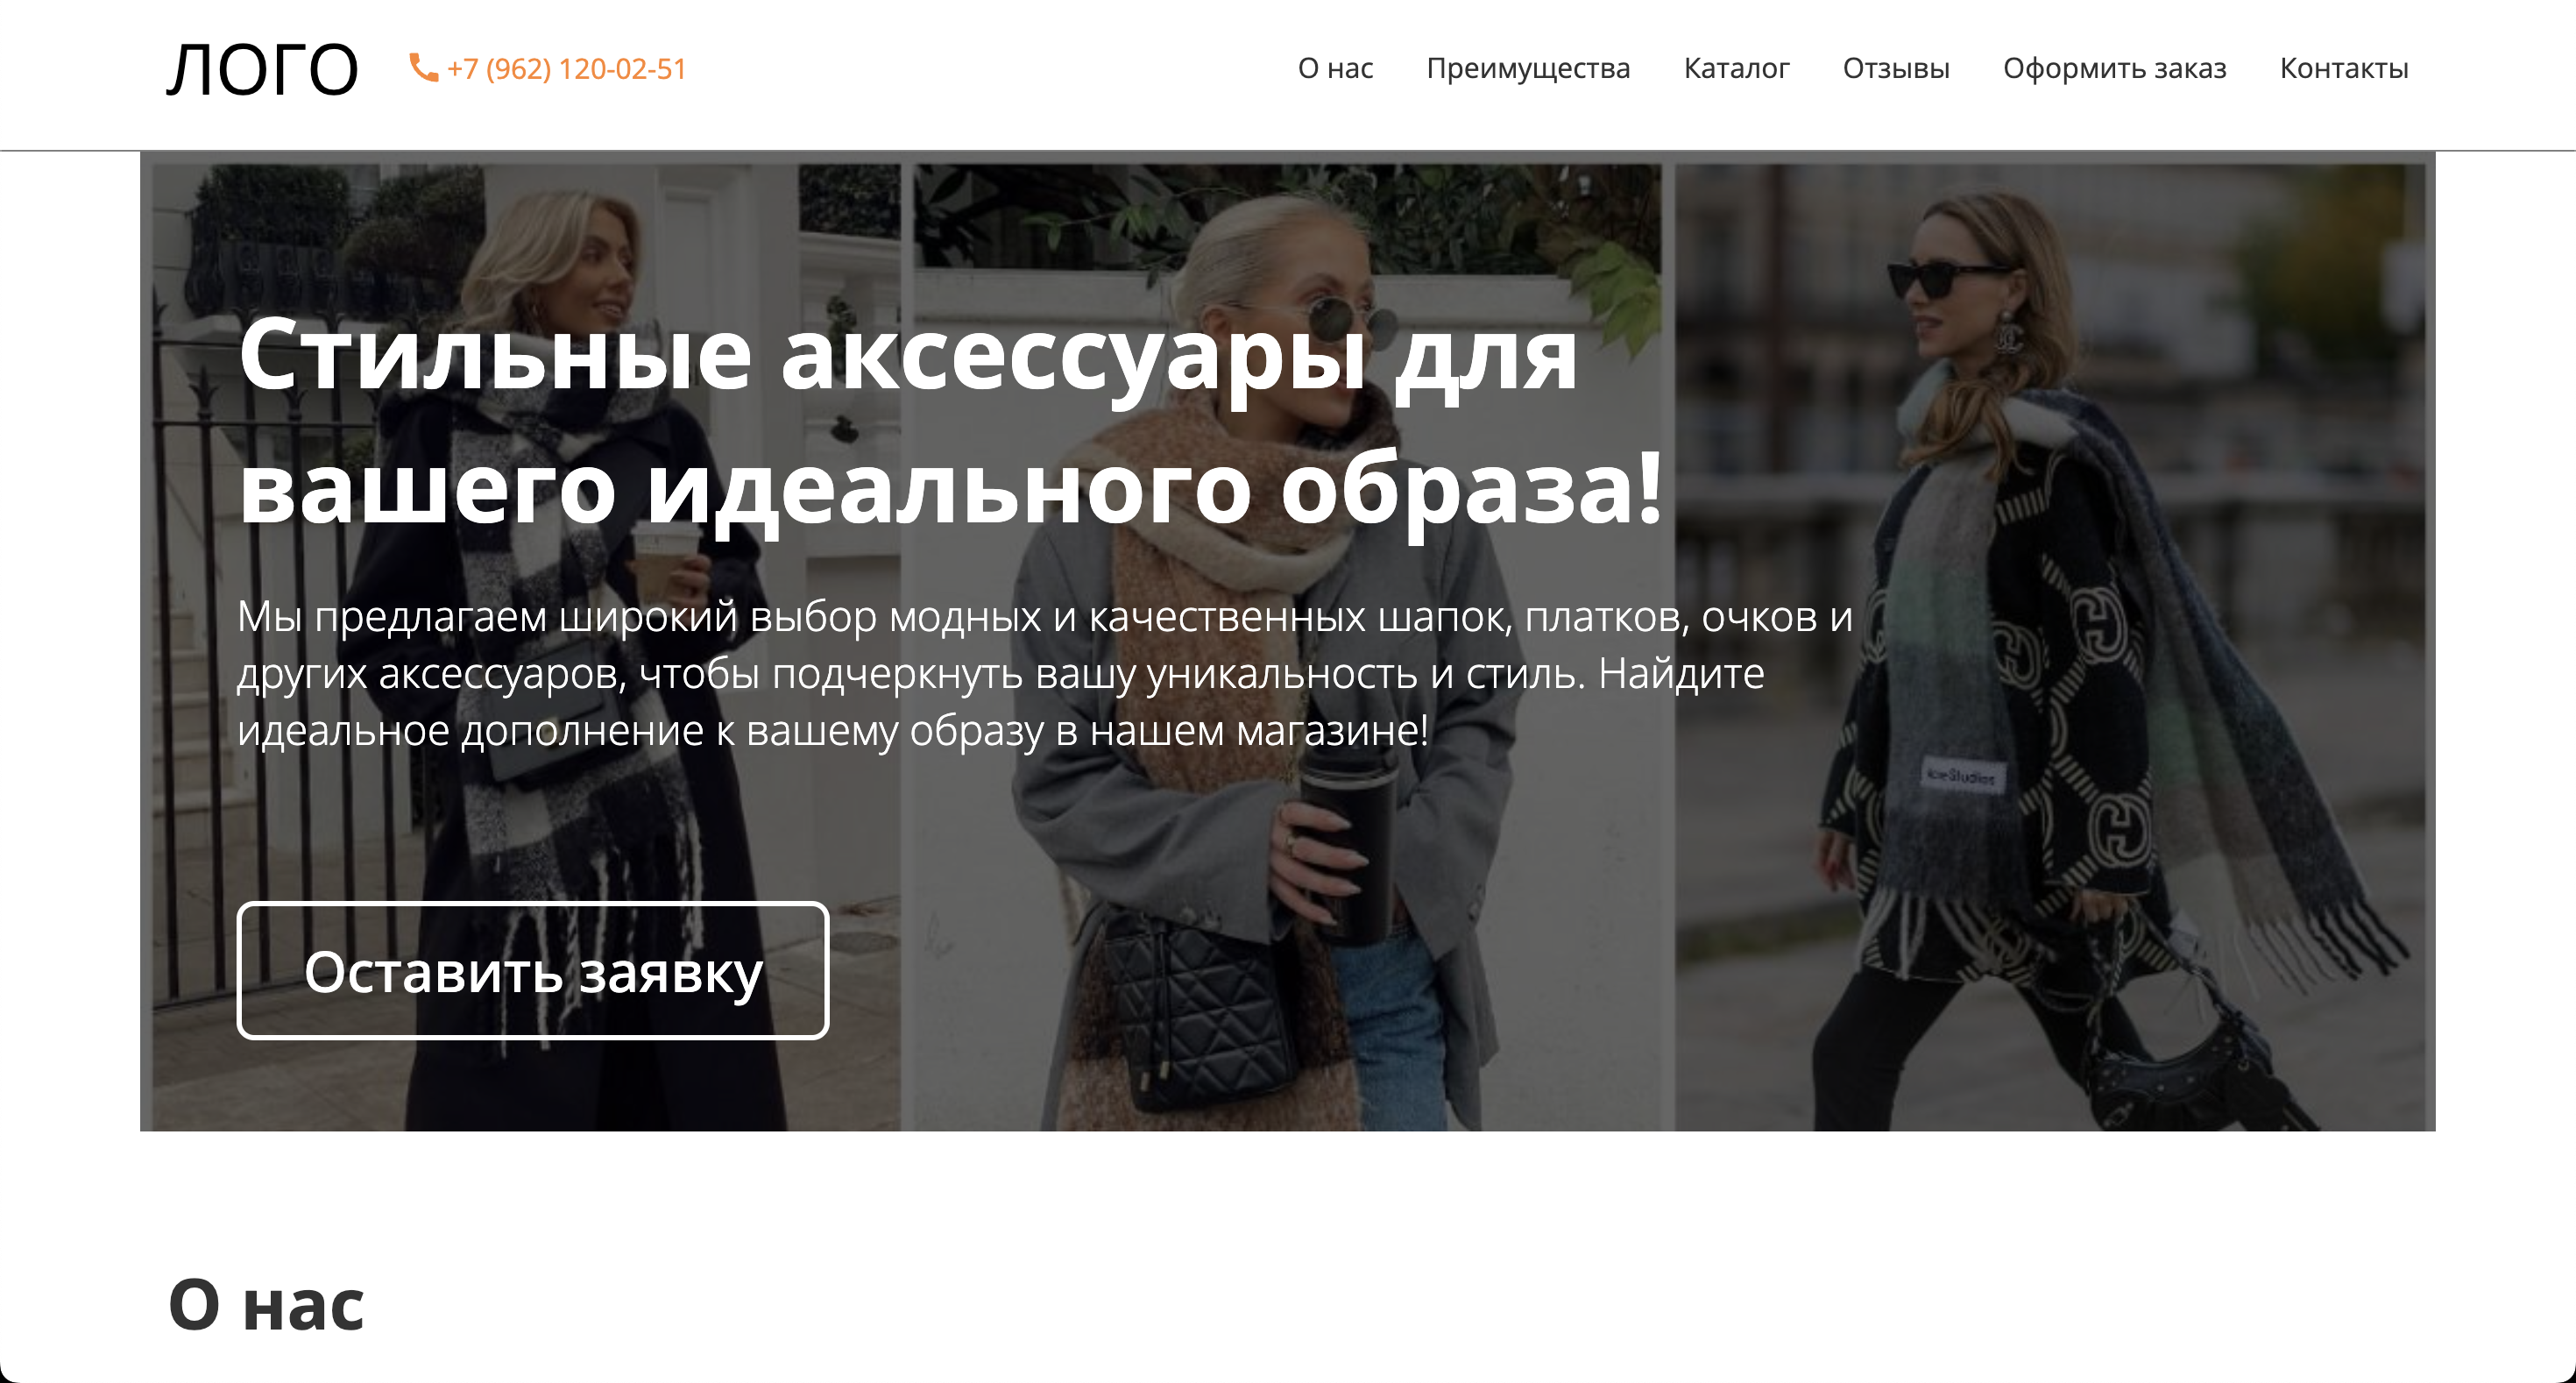 ЛОГО
+7 (962) 120-02-51
О нас
Преимущества
Каталог
Отзывы
Оформить заказ
Контакты
Стильные аксессуары для
вашего идеального образа!
Мы предлагаем широкий выбор модных и качественных шапок, платков, очков и
других аксессуаров, чтобы подчеркнуть вашу уникальность и стиль. Найдите
идеальное дополнение к вашему образу в нашем магазине!
Оставить заявку
О нас